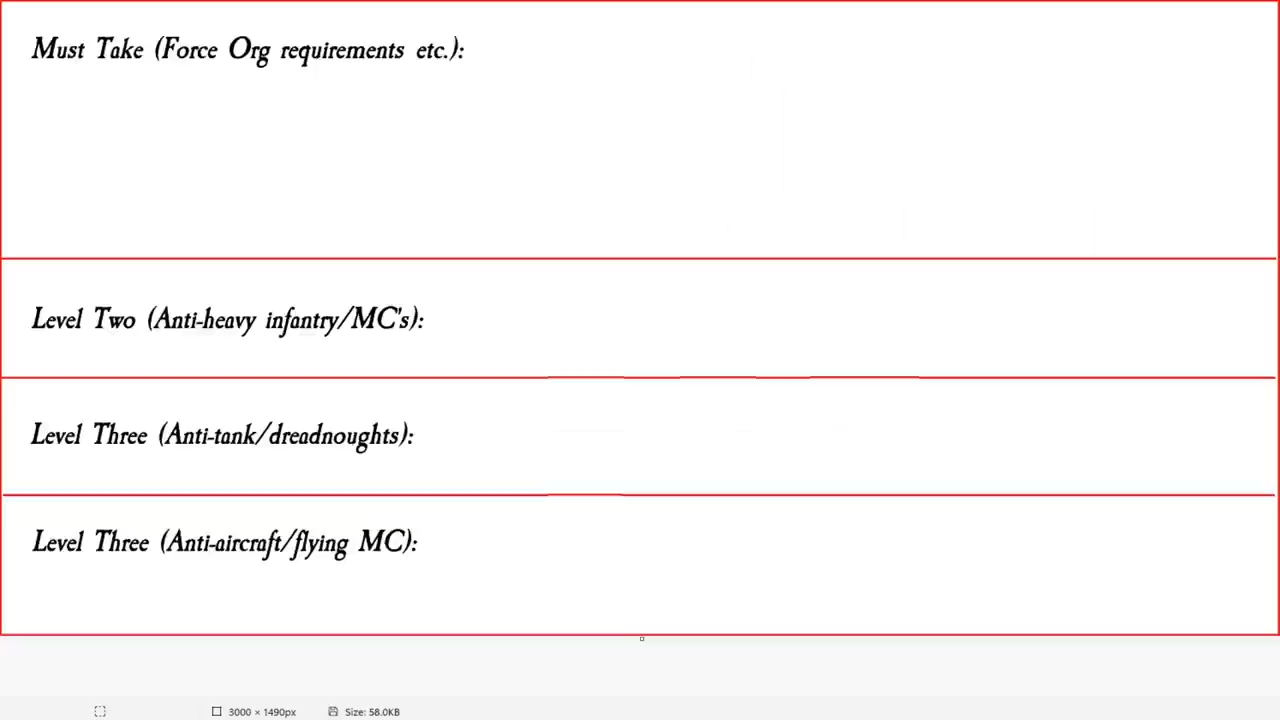 Must Take (Force Org requirements etc.):
Level Two (Anti-heavy infantry/MC's):
Level Three (Anti-tank/dreadnoughts):
Level Three (Anti-aircraft/flying MC):
3000 × 1490px Size: 58.0KB